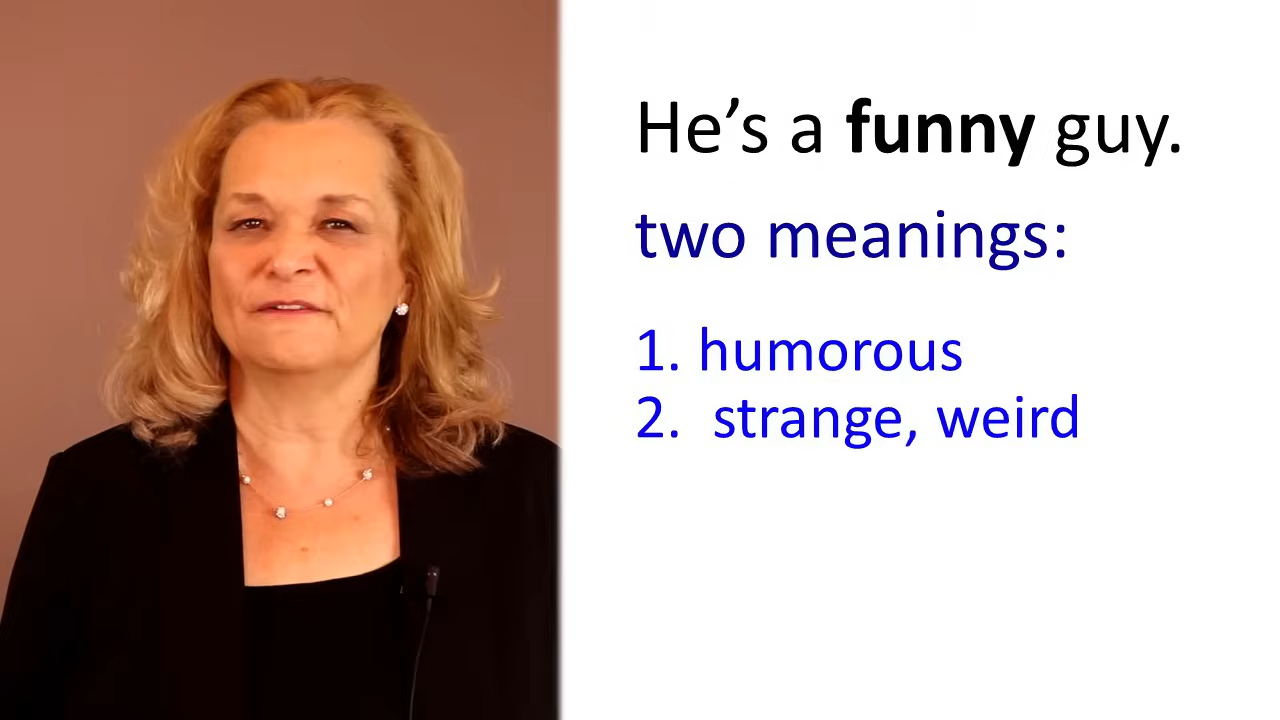 He’s a funny guy.
two meanings:
1. humorous
2. strange, weird